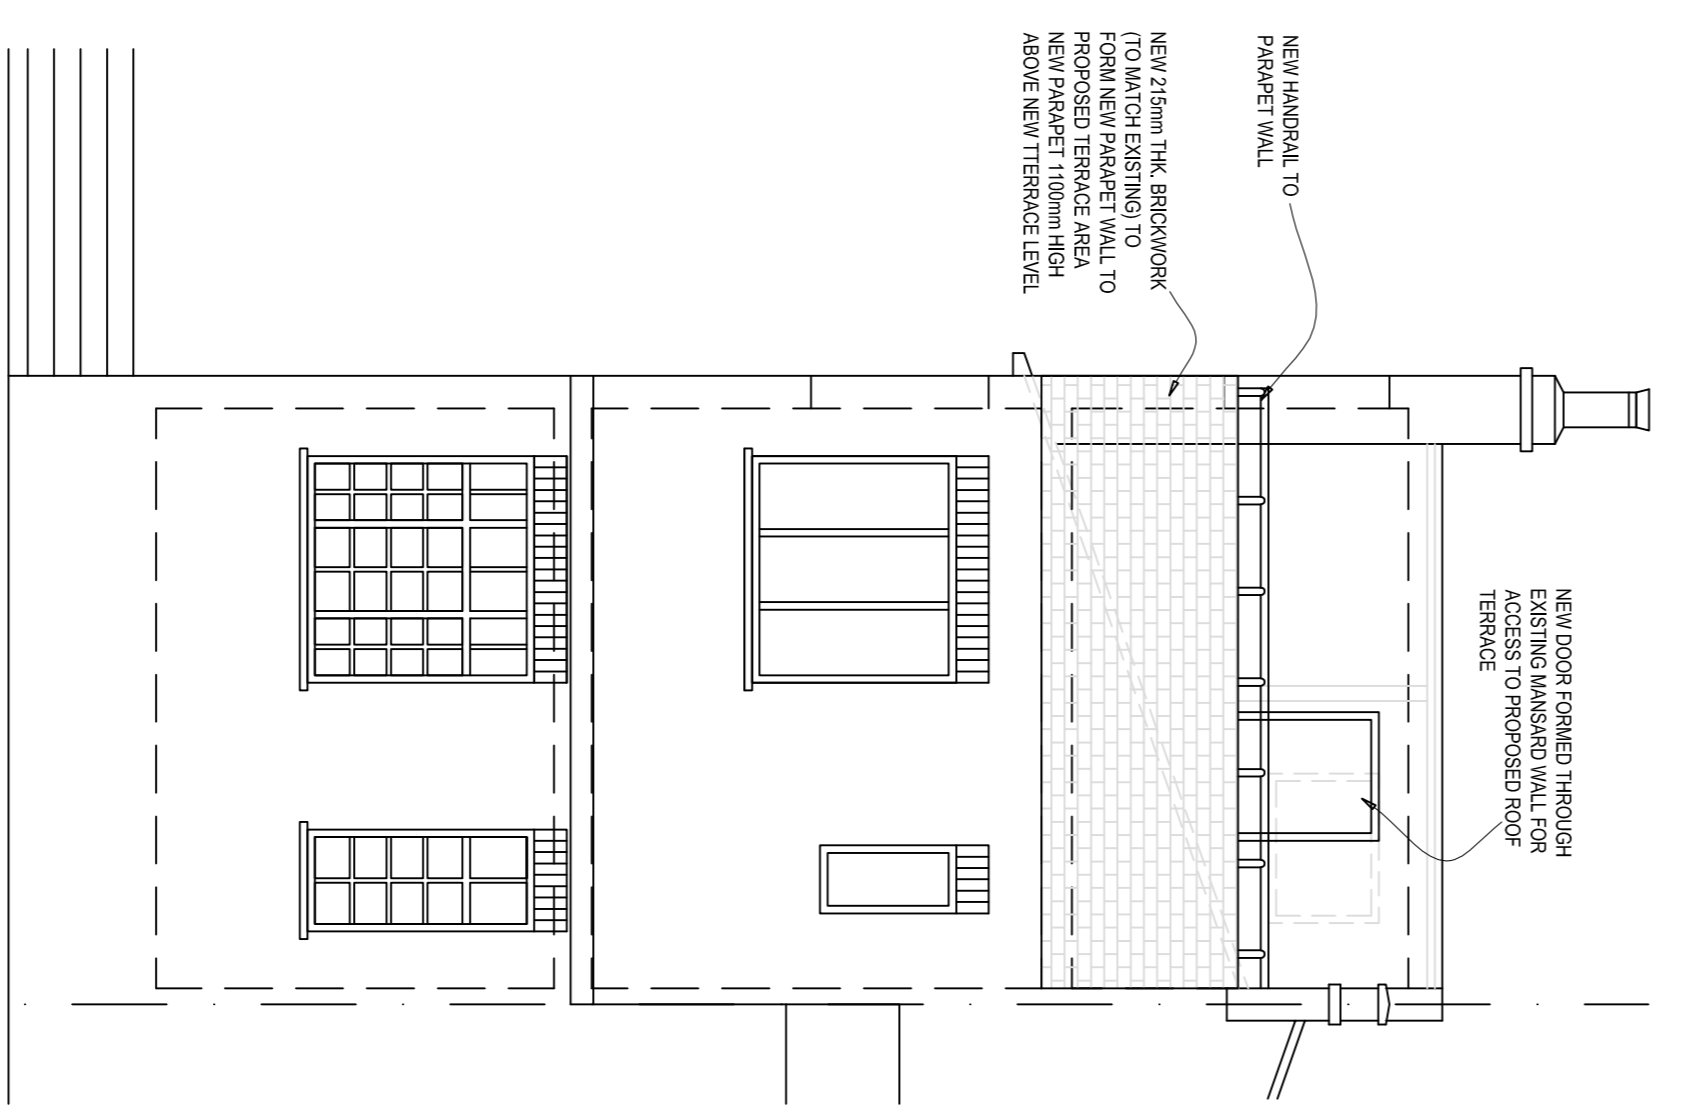 NEW HANDRAIL TO
PARAPET WALL
NEW 215mm THK. BRICKWORK
(TO MATCH EXISTING) TO
FORM NEW PARAPET WALL TO
PROPOSED TERRACE AREA
NEW PARAPET 1100mm HIGH
ABOVE NEW TTERRACE LEVEL
NEW DOOR FORMED THROUGH
EXISTING MANSARD WALL FOR
ACCESS TO PROPOSED ROOF
TERRACE